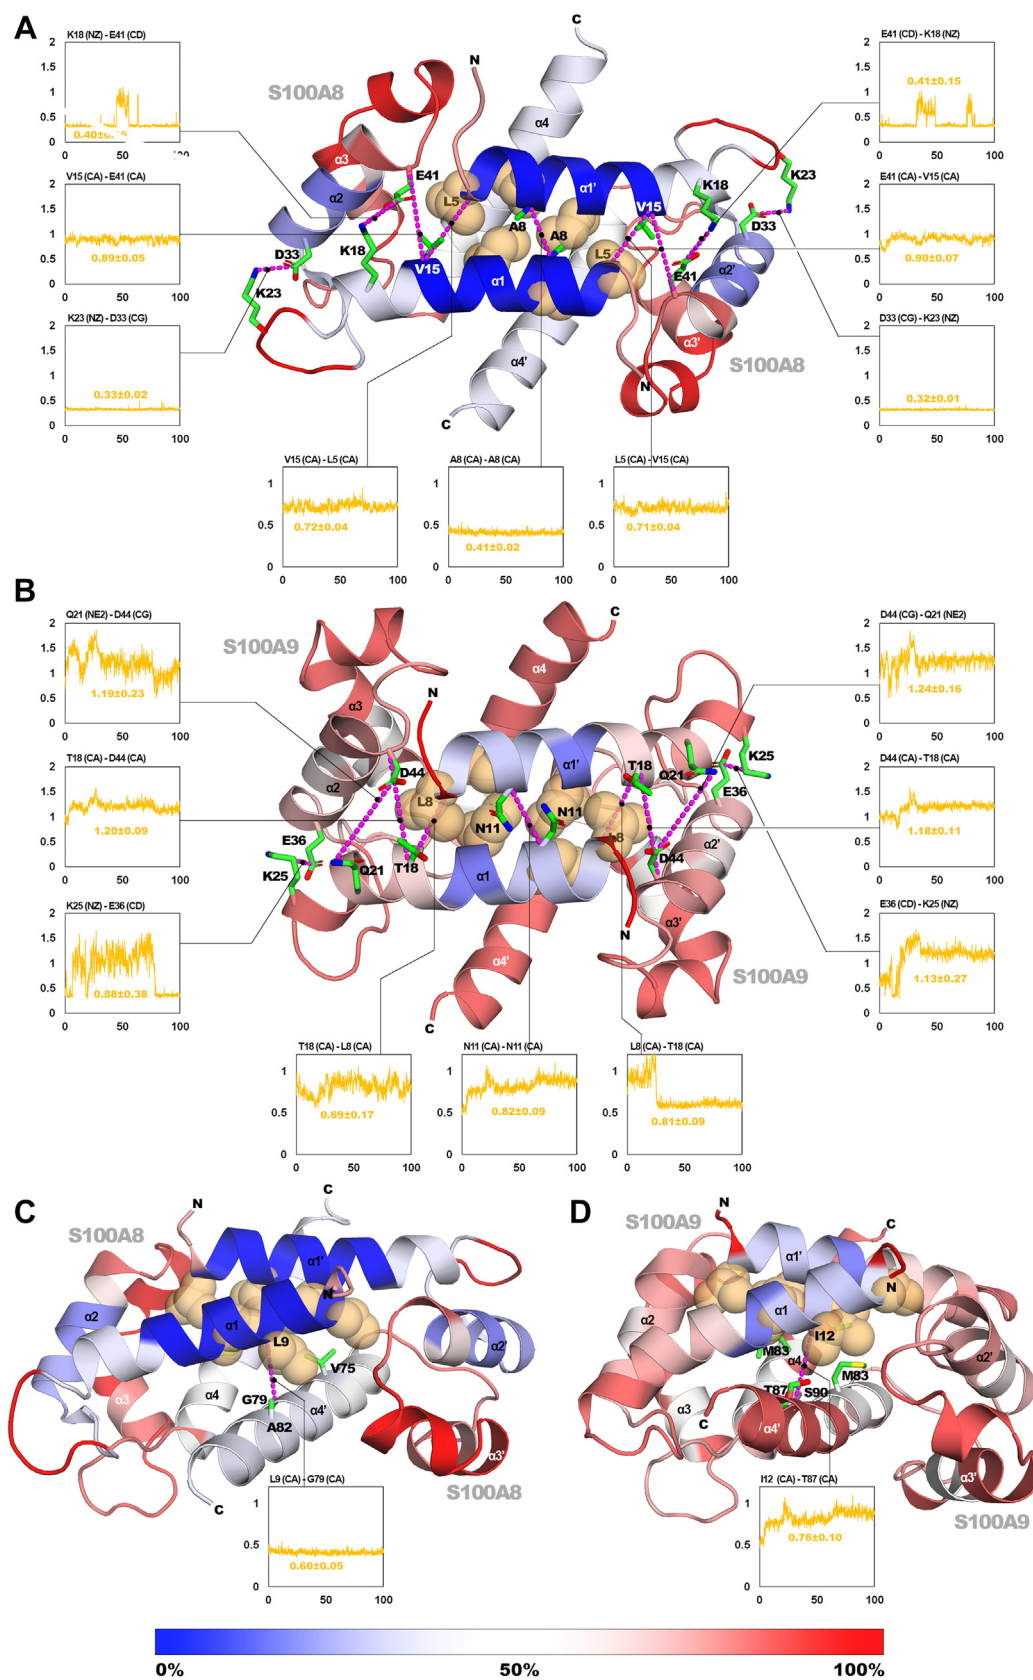 A
K18 (NZ) - E41 (CD)
2
1.5
1
0.5
0
0.40±0.16
0 50 100
V15 (CA) - E41 (CA)
2
1.5
1
0.5
0
0.89±0.05
0 50 100
K23 (NZ) - D33 (CG)
2
1.5
1
0.5
0
0.33±0.02
0 50 100
S100A8
N
C
α4
α3
α2
E41
L5
α1'
A8
A8
V15
K18
K23
D33
K18
D33
K23
V15
α1
L5
E41
α2'
α3'
α4'
N
C
S100A8
E41 (CD) - K18 (NZ)
2
1.5
1
0.5
0
0.41±0.15
0 50 100
E41 (CA) - V15 (CA)
2
1.5
1
0.5
0
0.90±0.07
0 50 100
D33 (CG) - K23 (NZ)
2
1.5
1
0.5
0
0.32±0.01
0 50 100
V15 (CA) - L5 (CA)
1
0.5
0
0.72±0.04
0 50 100
A8 (CA) - A8 (CA)
1
0.5
0
0.41±0.02
0 50 100
L5 (CA) - V15 (CA)
1
0.5
0
0.71±0.04
0 50 100
B
Q21 (NE2) - D44 (CG)
2
1.5
1
0.5
0
1.19±0.23
0 50 100
T18 (CA) - D44 (CA)
2
1.5
1
0.5
0
1.20±0.09
0 50 100
K25 (NZ) - E36 (CD)
2
1.5
1
0.5
0
0.88±0.38
0 50 100
S100A9
C
α4
N
α3
α2
D44
L8
α1'
N11
N11
T18
Q21
K25
E36
L8
E36
K25
Q21
T18
α1
D44
α2'
α3'
N
α4'
C
S100A9
D44 (CG) - Q21 (NE2)
2
1.5
1
0.5
0
1.24±0.16
0 50 100
D44 (CA) - T18 (CA)
2
1.5
1
0.5
0
1.18±0.11
0 50 100
E36 (CD) - K25 (NZ)
2
1.5
1
0.5
0
1.13±0.27
0 50 100
T18 (CA) - L8 (CA)
1
0.5
0
0.69±0.17
0 50 100
N11 (CA) - N11 (CA)
1
0.5
0
0.82±0.09
0 50 100
L8 (CA) - T18 (CA)
1
0.5
0
0.81±0.09
0 50 100
C
S100A8
N
C
α1'
N
α2
α1
L9
α2'
V75
α4
G79
α4'
A82
α3
α3'
C
S100A8
L9 (CA) - G79 (CA)
1
0.5
0
0.60±0.05
0 50 100
D
S100A9
N
C
α1'
N
α1
I12
α2
α2'
M83
α4
M83
T87
S90
α3
C
α4'
α3'
S100A9
I12 (CA) - T87 (CA)
1
0.5
0
0.76±0.10
0 50 100
0% 50% 100%